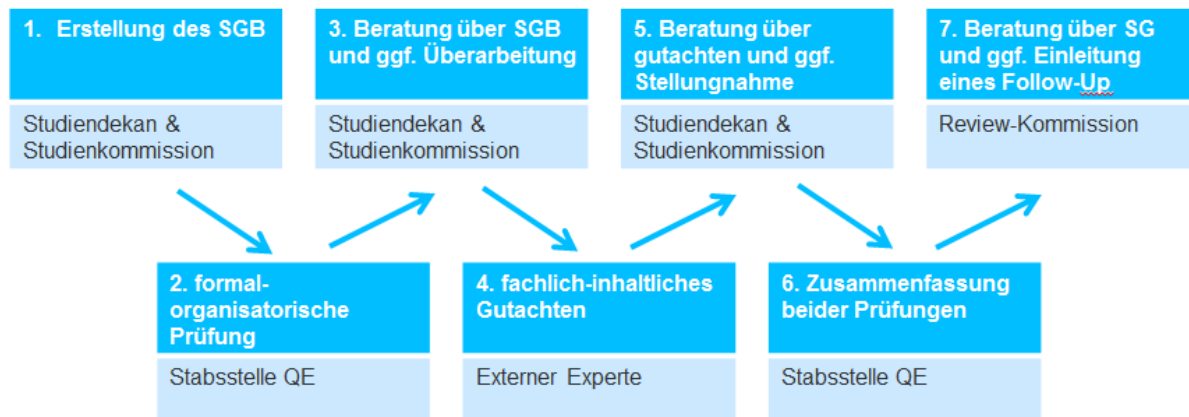 1. Erstellung des SGB
Studiendekan &
Studienkommission
2. formal-
organisatorische
Prüfung
Stabsstelle QE
3. Beratung über SGB
und ggf. Überarbeitung
Studiendekan &
Studienkommission
4. fachlich-inhaltliches
Gutachten
Externer Experte
5. Beratung über
gutachten und ggf.
Stellungnahme
Studiendekan &
Studienkommission
6. Zusammenfassung
beider Prüfungen
Stabsstelle QE
7. Beratung über SG
und ggf. Einleitung
eines Follow-Up
Review-Kommission